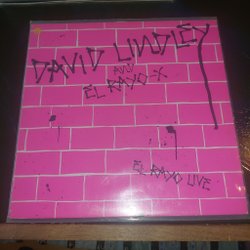 DAVID LINDLEY
AND
EL RAYO-X
EL RAYO LIVE